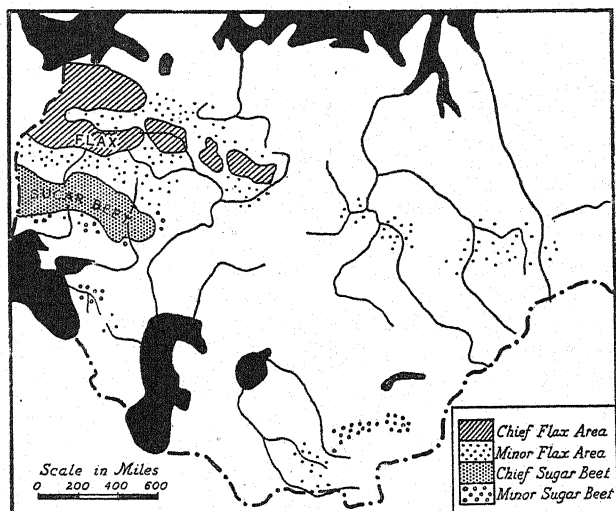 FLAX
SUGAR BEET
Scale in Miles
0 200 400 600
Chief Flax Area
Minor Flax Area
Chief Sugar Beet
Minor Sugar Beet